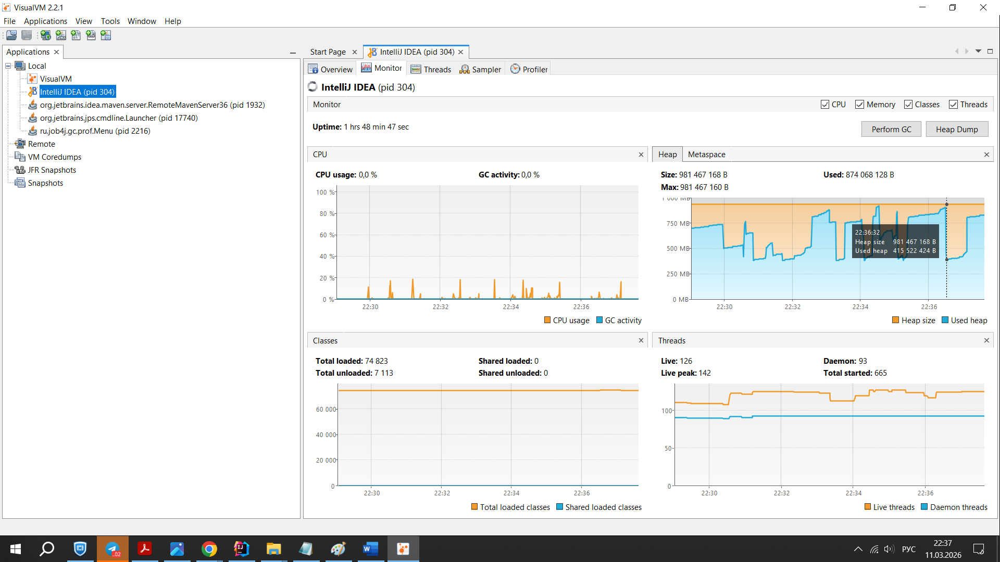 VisualVM 2.2.1
File Applications View Tools Window Help
Applications
Start Page
IntelliJ IDEA (pid 304)
Local
VisualVM
IntelliJ IDEA (pid 304)
org.jetbrains.idea.maven.server.RemoteMavenServer36 (pid 1932)
org.jetbrains.jps.cmdline.Launcher (pid 17740)
ru.job4j.gc.prof.Menu (pid 2216)
Remote
VM Coredumps
JFR Snapshots
Snapshots
Overview Monitor Threads Sampler Profiler
IntelliJ IDEA (pid 304)
Monitor
CPU Memory Classes Threads
Uptime: 1 hrs 48 min 47 sec
Perform GC Heap Dump
CPU
CPU usage: 0,0 % GC activity: 0,0 %
100 %
80 %
60 %
40 %
20 %
0 %
22:30 22:32 22:34 22:36
CPU usage GC activity
Heap Metaspace
Size: 981 467 168 B Used: 874 068 128 B
Max: 981 467 160 B
1 000 MB
750 MB
500 MB
250 MB
0 MB
22:36:32
Heap size 981 467 168 B
Used heap 415 522 424 B
22:30 22:32 22:34 22:36
Heap size Used heap
Classes
Total loaded: 74 823 Shared loaded: 0
Total unloaded: 7 113 Shared unloaded: 0
60 000
40 000
20 000
0
22:30 22:32 22:34 22:36
Total loaded classes Shared loaded classes
Threads
Live: 126 Daemon: 93
Live peak: 142 Total started: 665
100
50
0
22:30 22:32 22:34 22:36
Live threads Daemon threads
..02
РУС
22:37
11.03.2026